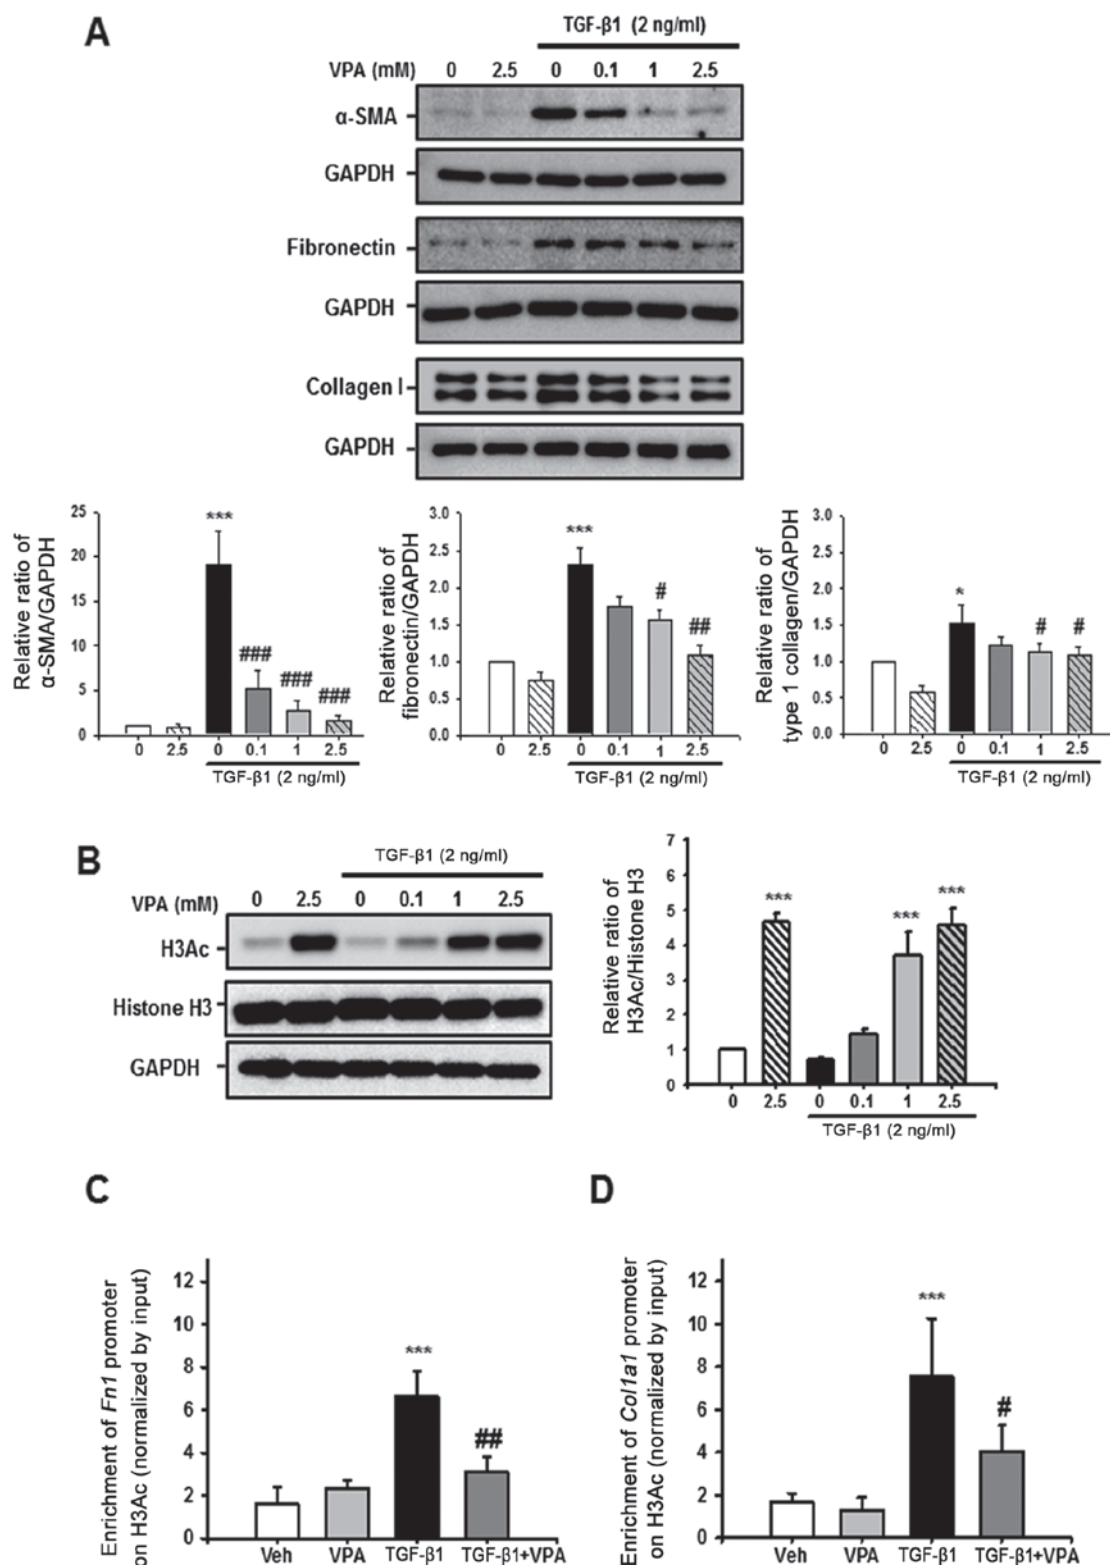 A
TGF-β1 (2 ng/ml)
VPA (mM) 0 2.5 0 0.1 1 2.5
α-SMA
GAPDH
Fibronectin
GAPDH
Collagen I
GAPDH
Relative ratio of
α-SMA/GAPDH
25
20
15
10
5
0
***
###
###
###
0 2.5 0 0.1 1 2.5
TGF-β1 (2 ng/ml)
Relative ratio of
fibronectin/GAPDH
3.0
2.5
2.0
1.5
1.0
0.5
0.0
***
#
##
0 2.5 0 0.1 1 2.5
TGF-β1 (2 ng/ml)
Relative ratio of
type 1 collagen/GAPDH
3.0
2.5
2.0
1.5
1.0
0.5
0.0
*
#
#
0 2.5 0 0.1 1 2.5
TGF-β1 (2 ng/ml)
B
TGF-β1 (2 ng/ml)
VPA (mM) 0 2.5 0 0.1 1 2.5
H3Ac
Histone H3
GAPDH
Relative ratio of
H3Ac/Histone H3
7
6
5
4
3
2
1
0
***
***
***
0 2.5 0 0.1 1 2.5
TGF-β1 (2 ng/ml)
C
Enrichment of Fn1 promoter
on H3Ac (normalized by input)
12
10
8
6
4
2
0
***
##
Veh VPA TGF-β1 TGF-β1+VPA
D
Enrichment of Col1a1 promoter
on H3Ac (normalized by input)
12
10
8
6
4
2
0
***
#
Veh VPA TGF-β1 TGF-β1+VPA